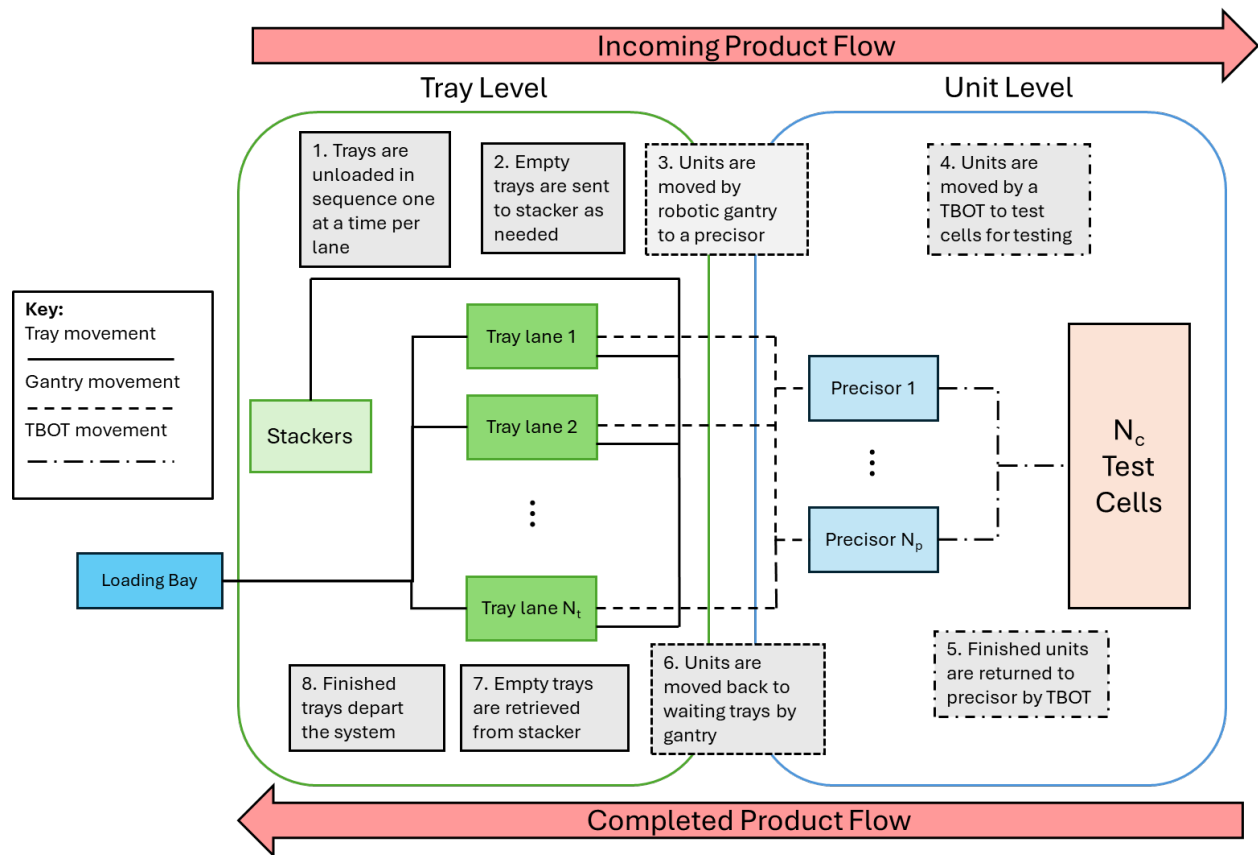 Incoming Product Flow
Tray Level
Unit Level
1. Trays are
unloaded in
sequence one
at a time per
lane
2. Empty
trays are sent
to stacker as
needed
3. Units are
moved by
robotic gantry
to a precisor
4. Units are
moved by a
TBOT to test
cells for testing
Key:
Tray movement
Gantry movement
TBOT movement
Stackers
Loading Bay
Tray lane 1
Tray lane 2
⋮
Tray lane Nₜ
Precisor 1
⋮
Precisor Nₚ
N_c
Test
Cells
8. Finished
trays depart
the system
7. Empty trays
are retrieved
from stacker
6. Units are
moved back to
waiting trays by
gantry
5. Finished units
are returned to
precisor by TBOT
Completed Product Flow